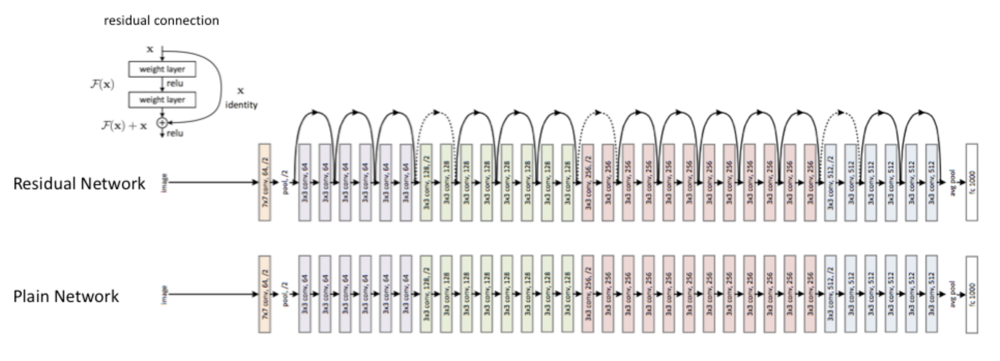 residual connection
x
weight layer
relu
F(x)
weight layer
x
identity
F(x) + x
relu
Residual Network
image
7x7 conv, 64, /2
pool, /2
3x3 conv, 64
3x3 conv, 64
3x3 conv, 64
3x3 conv, 64
3x3 conv, 64
3x3 conv, 64
3x3 conv, 128, /2
3x3 conv, 128
3x3 conv, 128
3x3 conv, 128
3x3 conv, 128
3x3 conv, 128
3x3 conv, 128
3x3 conv, 128
3x3 conv, 256, /2
3x3 conv, 256
3x3 conv, 256
3x3 conv, 256
3x3 conv, 256
3x3 conv, 256
3x3 conv, 256
3x3 conv, 256
3x3 conv, 256
3x3 conv, 256
3x3 conv, 256
3x3 conv, 256
3x3 conv, 512, /2
3x3 conv, 512
3x3 conv, 512
3x3 conv, 512
3x3 conv, 512
3x3 conv, 512
avg pool
fc 1000
Plain Network
image
7x7 conv, 64, /2
pool, /2
3x3 conv, 64
3x3 conv, 64
3x3 conv, 64
3x3 conv, 64
3x3 conv, 64
3x3 conv, 64
3x3 conv, 128, /2
3x3 conv, 128
3x3 conv, 128
3x3 conv, 128
3x3 conv, 128
3x3 conv, 128
3x3 conv, 128
3x3 conv, 128
3x3 conv, 256, /2
3x3 conv, 256
3x3 conv, 256
3x3 conv, 256
3x3 conv, 256
3x3 conv, 256
3x3 conv, 256
3x3 conv, 256
3x3 conv, 256
3x3 conv, 256
3x3 conv, 256
3x3 conv, 256
3x3 conv, 512, /2
3x3 conv, 512
3x3 conv, 512
3x3 conv, 512
3x3 conv, 512
3x3 conv, 512
avg pool
fc 1000